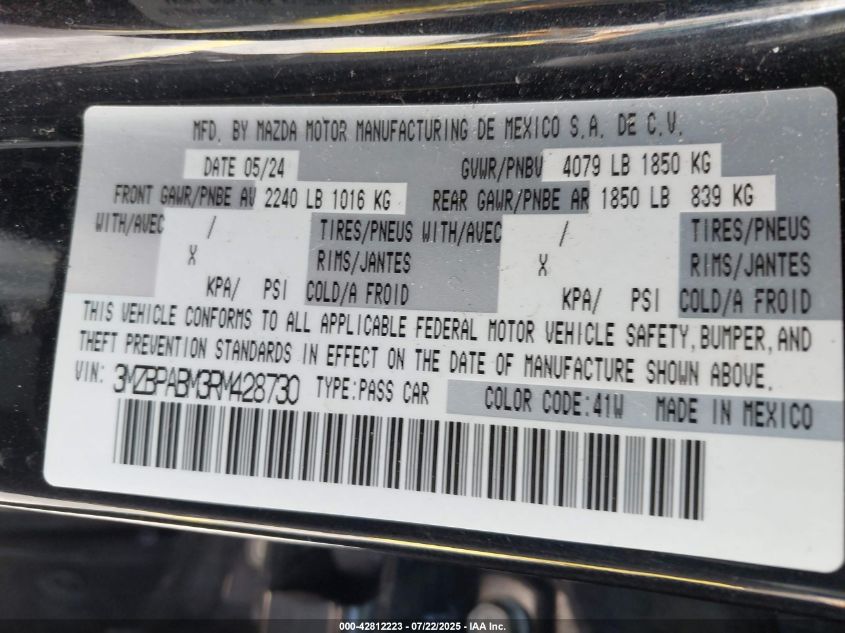 MFD. BY MAZDA MOTOR MANUFACTURING DE MEXICO S.A. DE C.V.
DATE 05/24 GVWR/PNBV 4079 LB 1850 KG
FRONT GAWR/PNBE AV 2240 LB 1016 KG REAR GAWR/PNBE AR 1850 LB 839 KG
WITH/AVEC / TIRES/PNEUS WITH/AVEC / TIRES/PNEUS
X RIMS/JANTES X RIMS/JANTES
KPA/ PSI COLD/A FROID KPA/ PSI COLD/A FROID
THIS VEHICLE CONFORMS TO ALL APPLICABLE FEDERAL MOTOR VEHICLE SAFETY, BUMPER, AND
THEFT PREVENTION STANDARDS IN EFFECT ON THE DATE OF MANUFACTURE SHOWN ABOVE.
VIN: 3MZBPABM3RM428730 TYPE:PASS CAR COLOR CODE:41W MADE IN MEXICO
000-42812223 - 07/22/2025 - IAA Inc.